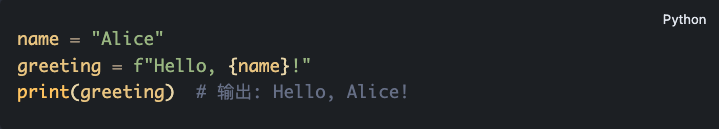 Python
name = "Alice"
greeting = f"Hello, {name}!"
print(greeting)  # 输出: Hello, Alice!